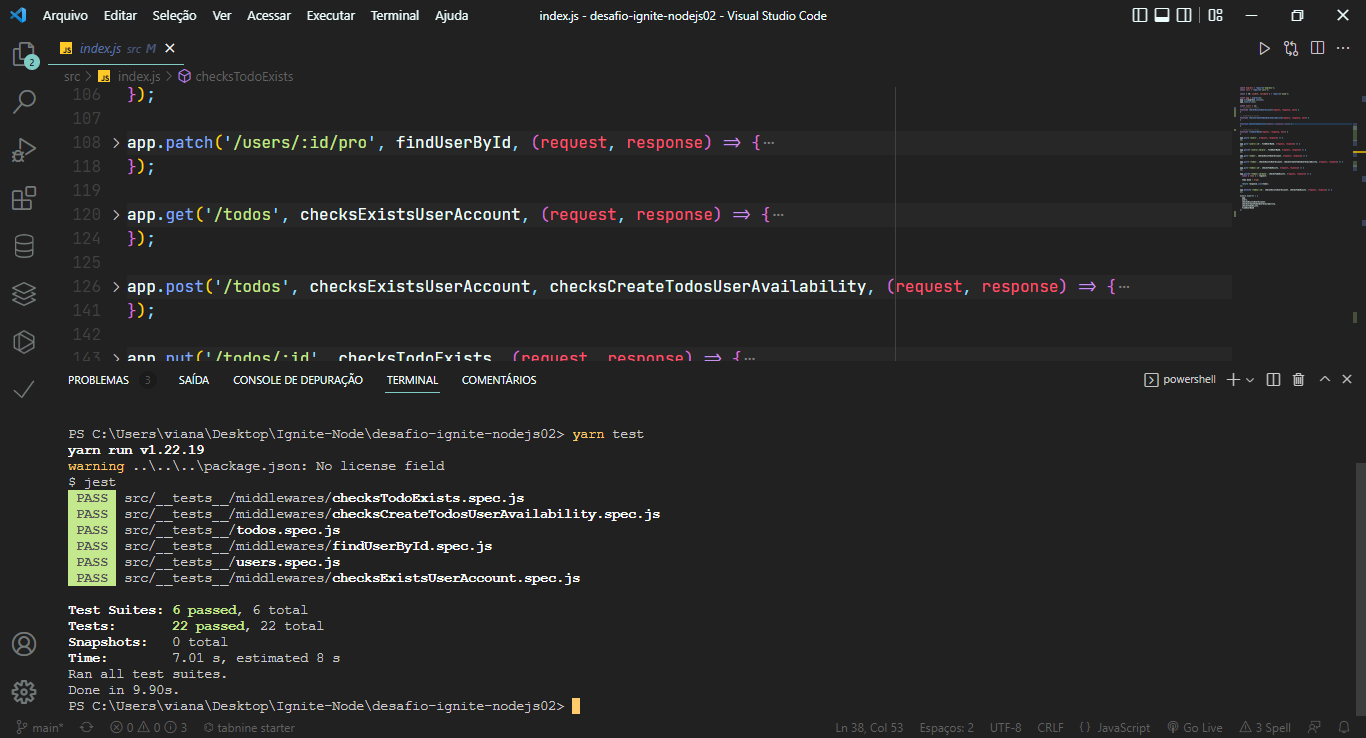 Arquivo Editar Seleção Ver Acessar Executar Terminal Ajuda index.js - desafio-ignite-nodejs02 - Visual Studio Code
JS index.js src M
src > JS index.js > checksTodoExists
2
106 });
107
108 > app.patch('/users/:id/pro', findUserById, (request, response) => {···
118 });
119
120 > app.get('/todos', checksExistsUserAccount, (request, response) => {···
124 });
125
126 > app.post('/todos', checksExistsUserAccount, checksCreateTodosUserAvailability, (request, response) => {···
141 });
142
143 > app.put('/todos/:id', checksTodoExists, (request, response) => {···
PROBLEMAS 3 SAÍDA CONSOLE DE DEPURAÇÃO TERMINAL COMENTÁRIOS powershell
PS C:\Users\viana\Desktop\Ignite-Node\desafio-ignite-nodejs02> yarn test
yarn run v1.22.19
warning ..\..\..\package.json: No license field
$ jest
PASS src/__tests__/middlewares/checksTodoExists.spec.js
PASS src/__tests__/middlewares/checksCreateTodosUserAvailability.spec.js
PASS src/__tests__/todos.spec.js
PASS src/__tests__/middlewares/findUserById.spec.js
PASS src/__tests__/users.spec.js
PASS src/__tests__/middlewares/checksExistsUserAccount.spec.js
Test Suites: 6 passed, 6 total
Tests: 22 passed, 22 total
Snapshots: 0 total
Time: 7.01 s, estimated 8 s
Ran all test suites.
Done in 9.90s.
PS C:\Users\viana\Desktop\Ignite-Node\desafio-ignite-nodejs02>
main* 0 0 3 tabnine starter Ln 38, Col 53 Espaços: 2 UTF-8 CRLF {} JavaScript Go Live 3 Spell